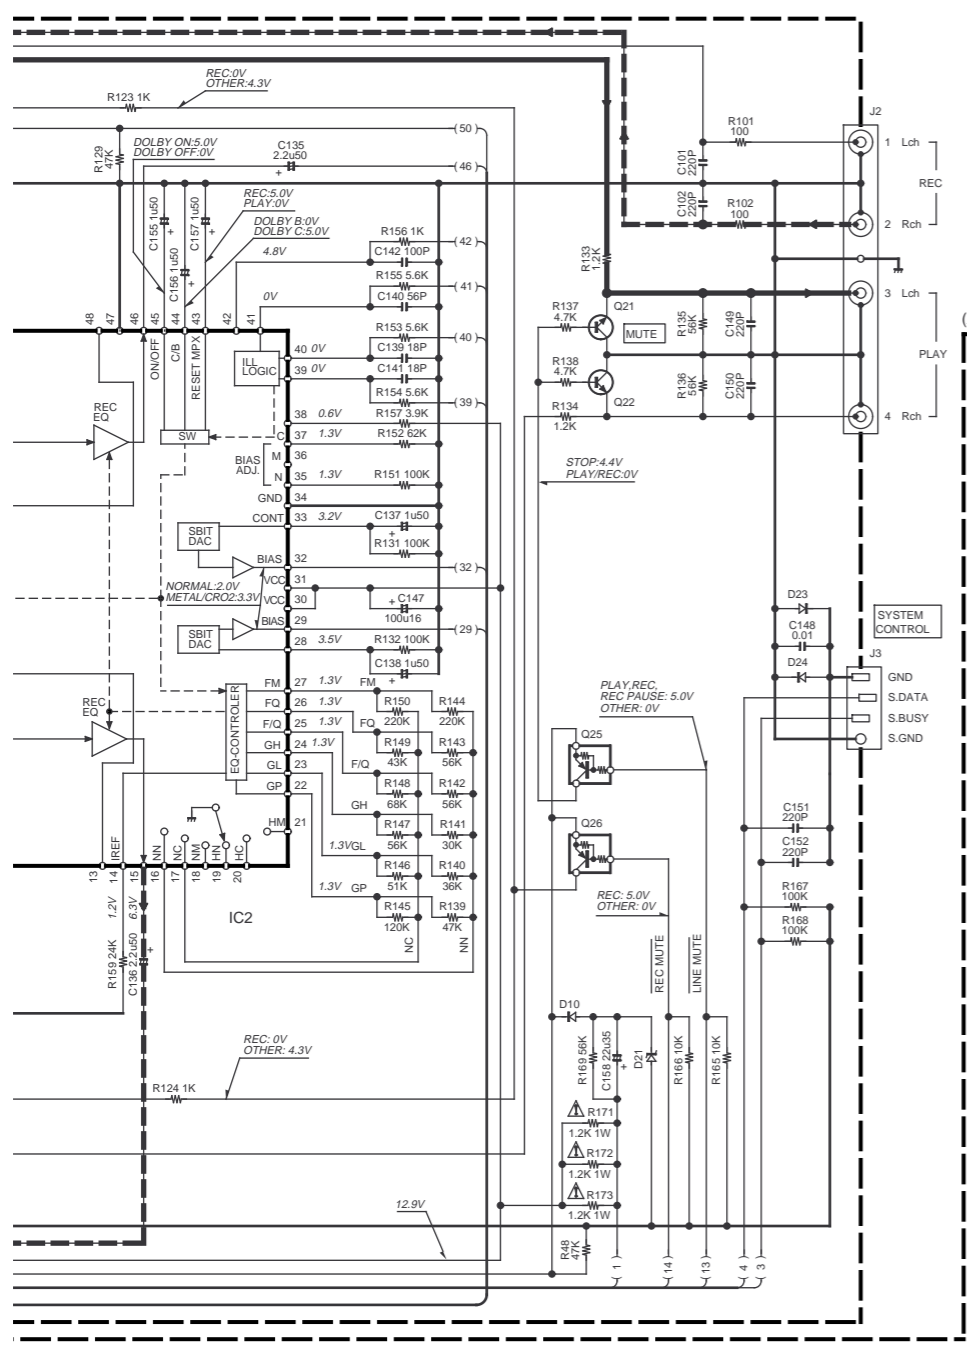 REC:0V
OTHER:4.3V
R123 1K
J2
R101
100
1 Lch
REC
2 Rch
3 Lch
PLAY
4 Rch
(
(50)
DOLBY ON:5.0V
DOLBY OFF:0V
R129
47K
C135
2.2u50
+
(46)
C101
220P
C102
220P
R102
100
REC:5.0V
PLAY:0V
DOLBY B:0V
DOLBY C:5.0V
C155 1u50
+
C156 1u50
+
C157 1u50
+
4.8V
0V
R156 1K
C142 100P
(42)
R155 5.6K
C140 56P
(41)
R153 5.6K
(40)
C139 18P
C141 18P
R154 5.6K
(39)
R157 3.9K
R152 62K
R133
1.2K
R137
4.7K
Q21
MUTE
R138
4.7K
Q22
R134
1.2K
R135
56K
C149
220P
R136
56K
C150
220P
STOP:4.4V
PLAY/REC:0V
48
47
46
45
44
43
42
41
ON/OFF
C/B
RESET MPX
ILL
LOGIC
40 0V
39 0V
38 0.6V
C 37 1.3V
M 36
N 35 1.3V
BIAS
ADJ.
R151 100K
GND 34
CONT 33 3.2V
C137 1u50
+
R131 100K
REC
EQ
SW
5BIT
DAC
BIAS 32
(32)
VCC 31
VCC 30
+ C147
100u16
NORMAL:2.0V
METAL/CRO2:3.3V
BIAS 29
(29)
5BIT
DAC
28 3.5V
R132 100K
C138 1u50
+
EQ-CONTROLER
FM 27 1.3V FM
FQ 26 1.3V FQ
F/Q 25 1.3V F/Q
GH 24 1.3V GH
GL 23 1.3V GL
GP 22 1.3V GP
HM 21
REC
EQ
R150
220K
R144
220K
R149
43K
R143
56K
R148
68K
R142
56K
R147
56K
R141
30K
R146
51K
R140
36K
R145
120K
R139
47K
NC
NN
IREF
NN
NC
NM
HN
HC
13
14
15
16
17
18
19
20
IC2
1.2V
6.3V
R159 24K
C136 2.2u50
+
D23
C148
0.01
D24
SYSTEM
CONTROL
J3
GND
S.DATA
S.BUSY
S.GND
PLAY,REC,
REC PAUSE: 5.0V
OTHER: 0V
Q25
Q26
REC: 5.0V
OTHER: 0V
REC MUTE
LINE MUTE
C151
220P
C152
220P
R167
100K
R168
100K
D10
R169 56K
C158 22u35
+
D21
R166 10K
R165 10K
REC: 0V
OTHER: 4.3V
R124 1K
R171
1.2K 1W
R172
1.2K 1W
R173
1.2K 1W
12.9V
R48
47K
(1)
(14)
(13)
(4)
(3)